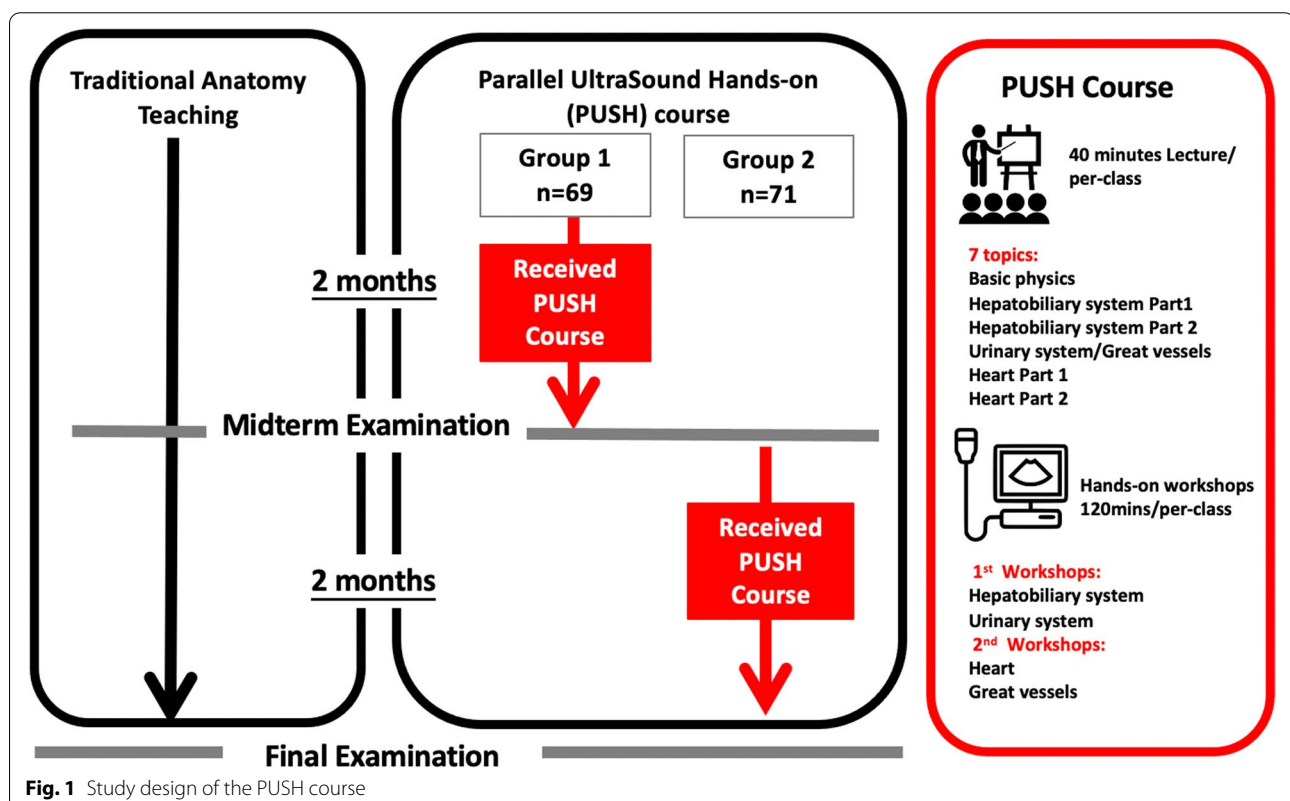 Traditional Anatomy
Teaching
Parallel UltraSound Hands-on
(PUSH) course
Group 1
n=69
Group 2
n=71
2 months
Received
PUSH
Course
Midterm Examination
2 months
Received
PUSH
Course
Final Examination
PUSH Course
40 minutes Lecture/
per-class
7 topics:
Basic physics
Hepatobiliary system Part1
Hepatobiliary system Part 2
Urinary system/Great vessels
Heart Part 1
Heart Part 2
Hands-on workshops
120mins/per-class
1st Workshops:
Hepatobiliary system
Urinary system
2nd Workshops:
Heart
Great vessels
Fig. 1 Study design of the PUSH course